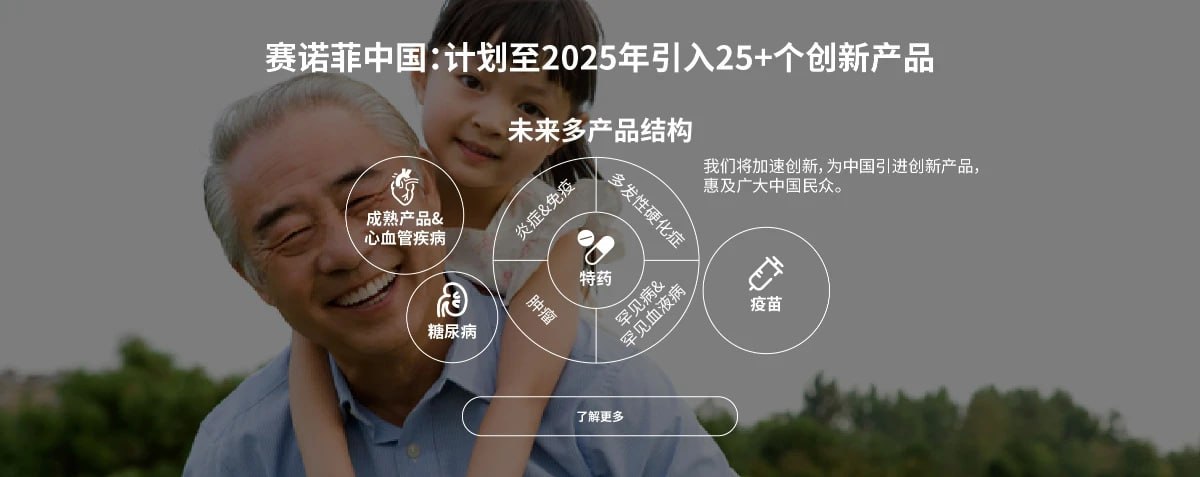 赛诺菲中国：计划至2025年引入25+个创新产品
未来多产品结构
我们将加速创新，为中国引进创新产品，
惠及广大中国民众。
成熟产品&
心血管疾病
糖尿病
炎症&免疫
多发性硬化症
特药
肿瘤
罕见病&
罕见血液病
疫苗
了解更多